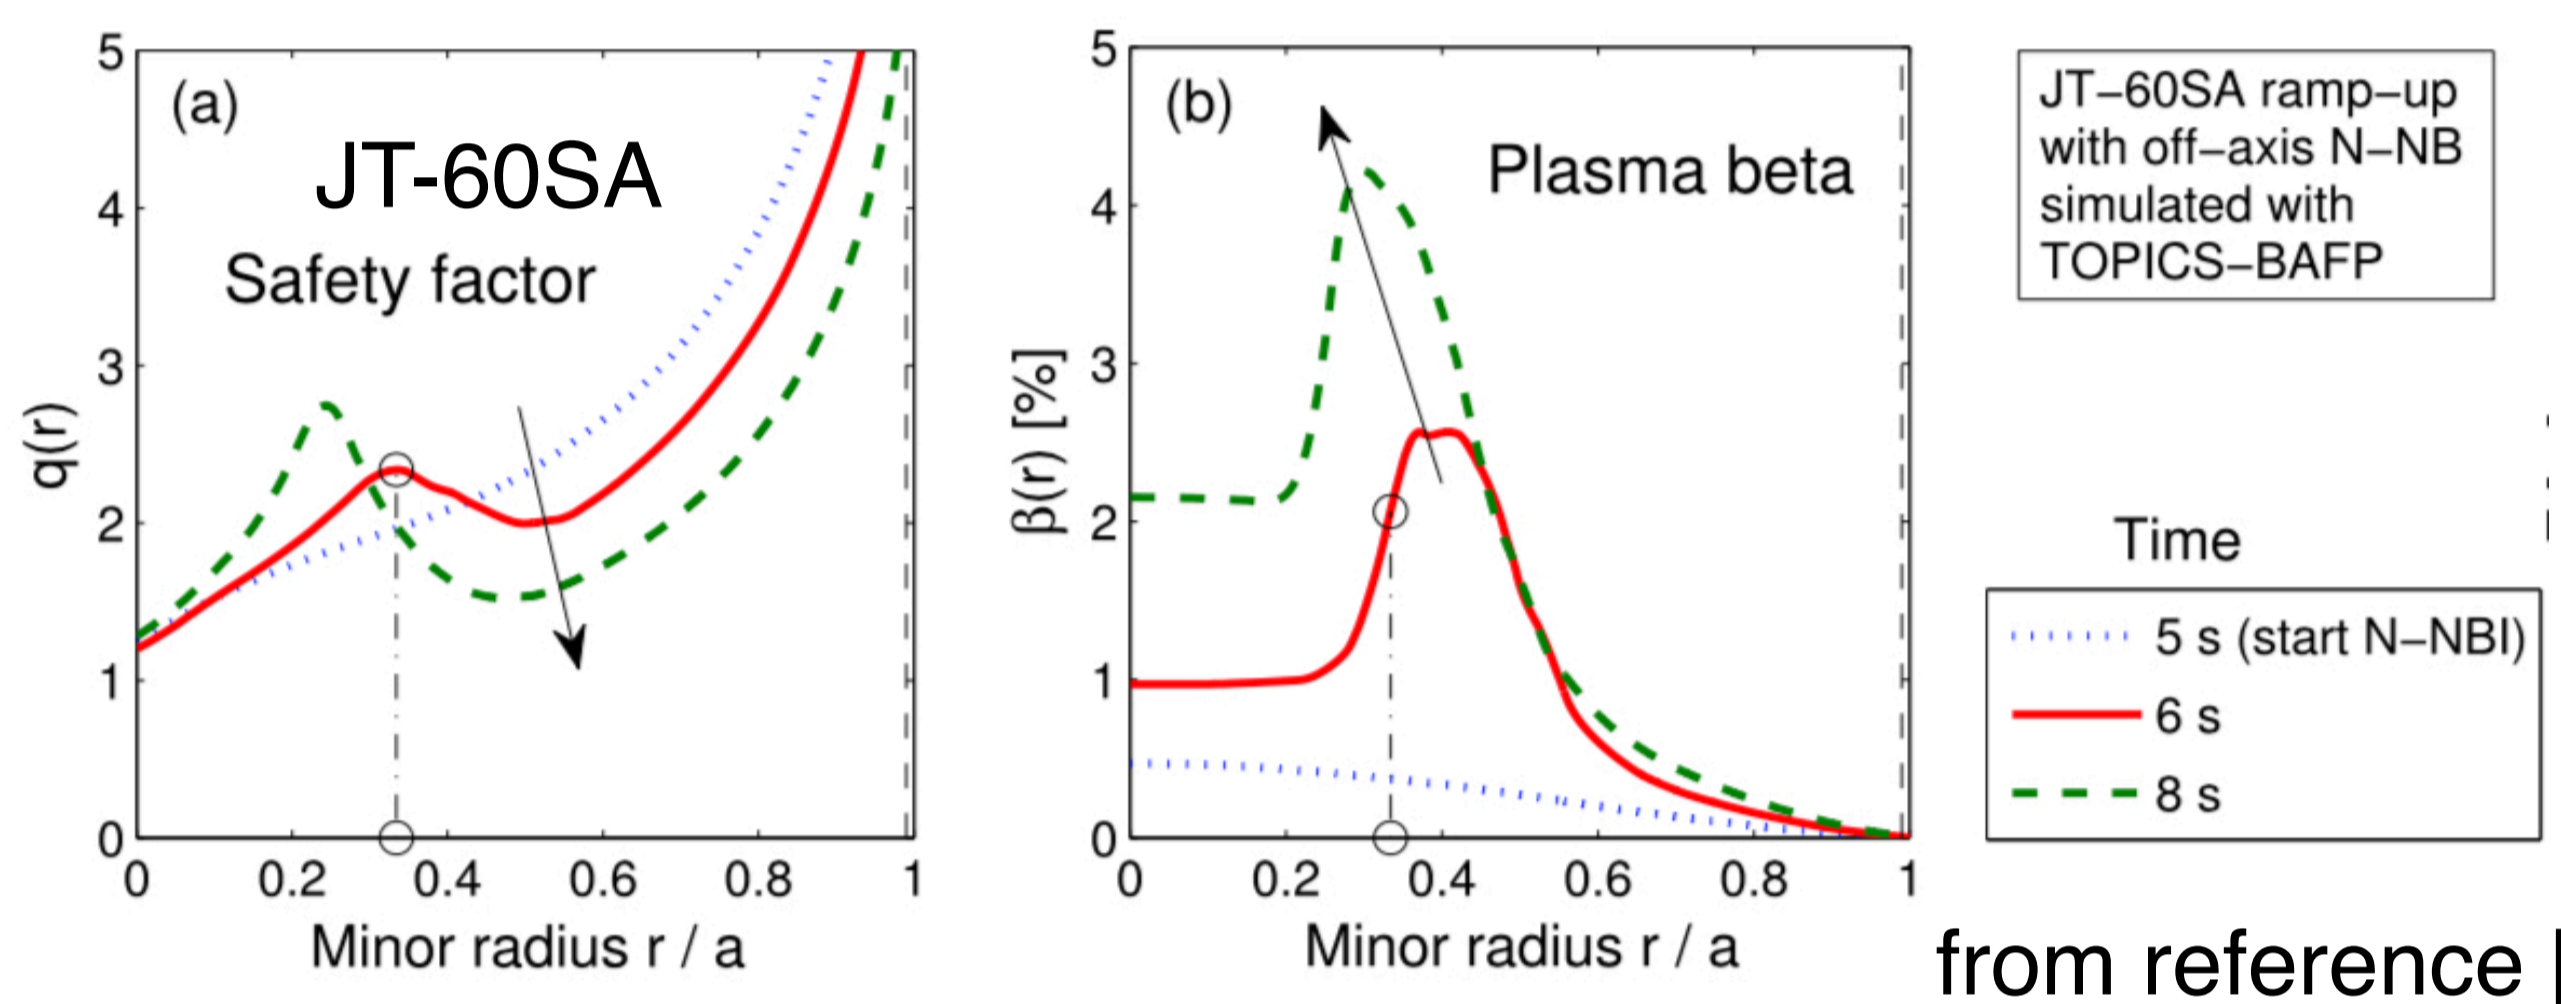 (a)
JT-60SA
Safety factor
q(r)
5
4
3
2
1
0
0 0.2 0.4 0.6 0.8 1
Minor radius r / a
(b)
Plasma beta
β(r) [%]
5
4
3
2
1
0
0 0.2 0.4 0.6 0.8 1
Minor radius r / a
JT−60SA ramp−up
with off−axis N−NB
simulated with
TOPICS−BAFP
Time
5 s (start N−NBI)
6 s
8 s
from reference